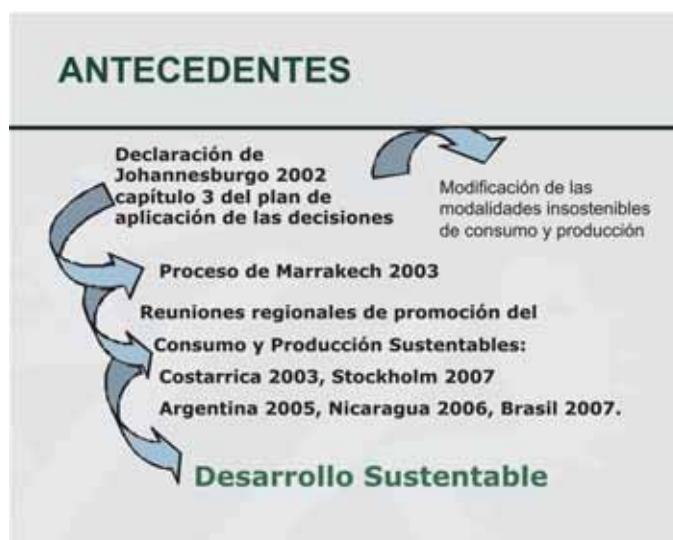 ANTECEDENTES
Declaración de
Johannesburgo 2002
capítulo 3 del plan de
aplicación de las decisiones
Modificación de las
modalidades insostenibles
de consumo y producción
Proceso de Marrakech 2003
Reuniones regionales de promoción del
Consumo y Producción Sustentables:
Costarrica 2003, Stockholm 2007
Argentina 2005, Nicaragua 2006, Brasil 2007.
Desarrollo Sustentable